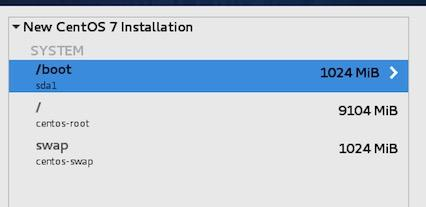 New CentOS 7 Installation
SYSTEM
/boot 1024 MiB
sda1
/ 9104 MiB
centos-root
swap 1024 MiB
centos-swap